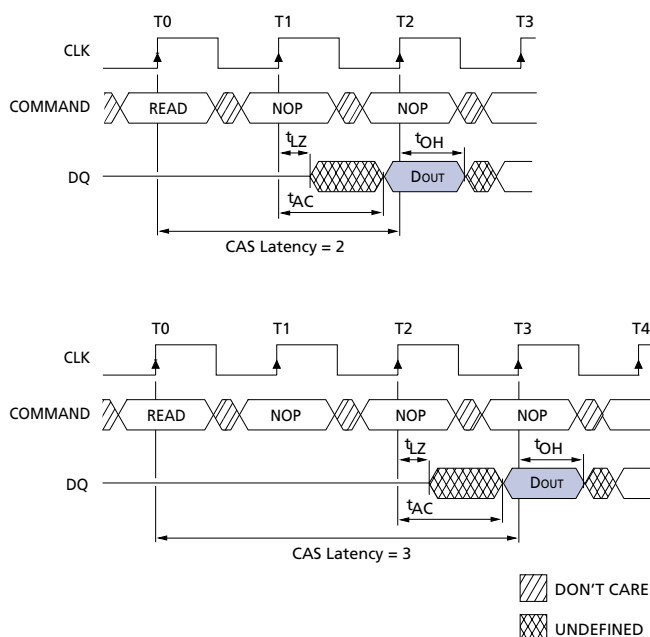 T0 T1 T2 T3
CLK
COMMAND READ NOP NOP
tLZ tOH
DQ DOUT
tAC
CAS Latency = 2
T0 T1 T2 T3 T4
CLK
COMMAND READ NOP NOP NOP
tLZ tOH
DQ DOUT
tAC
CAS Latency = 3
DON'T CARE
UNDEFINED